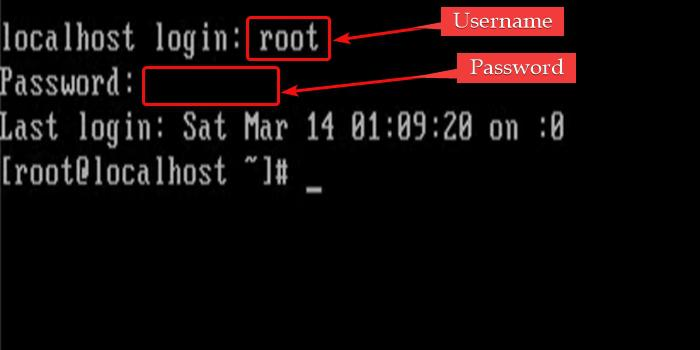 localhost login: root
Username
Password:
Password
Last login: Sat Mar 14 01:09:20 on :0
[root@localhost ~]# _